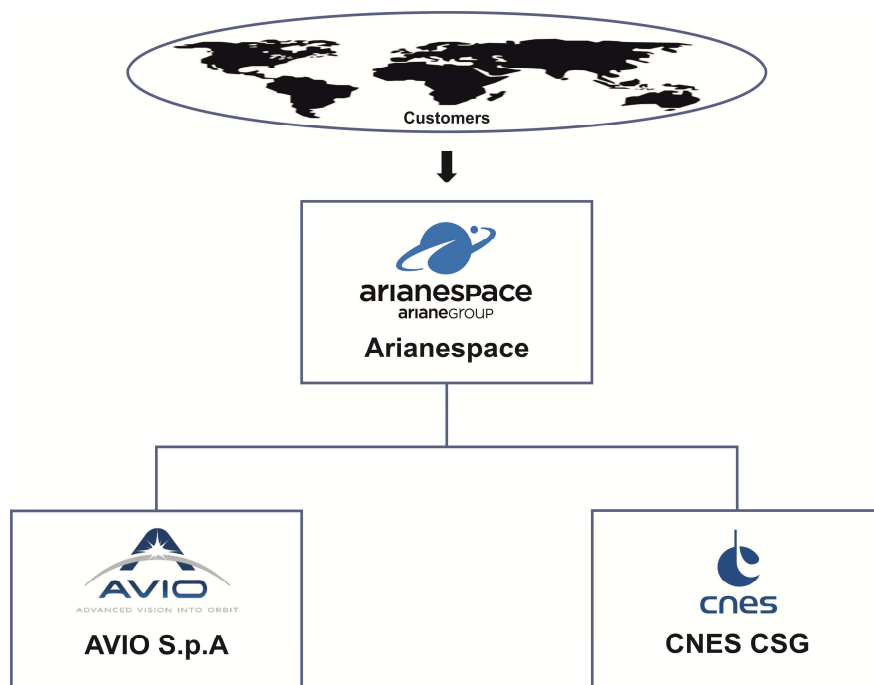 Customers
arianespace
arianeGROUP
Arianespace
AVIO
ADVANCED VISION INTO ORBIT
AVIO S.p.A
cnes
CNES CSG